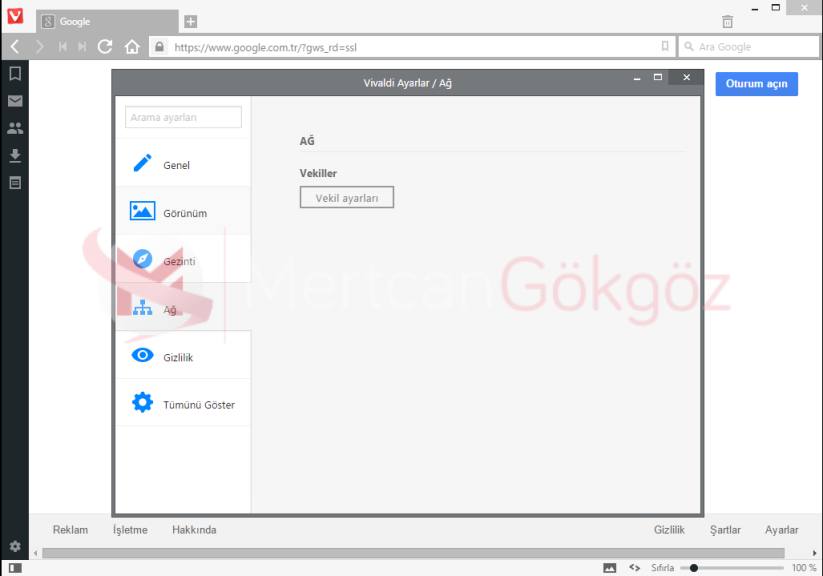 Google
https://www.google.com.tr/?gws_rd=ssl
Ara Google
Vivaldi Ayarlar / Ağ
Oturum açın
Arama ayarları
AĞ
Genel
Vekiller
Vekil ayarları
Görünüm
Gezinti
MertcanGökgöz
Ağ
Gizlilik
Tümünü Göster
Reklam İşletme Hakkında Gizlilik Şartlar Ayarlar
Sıfırla 100 %